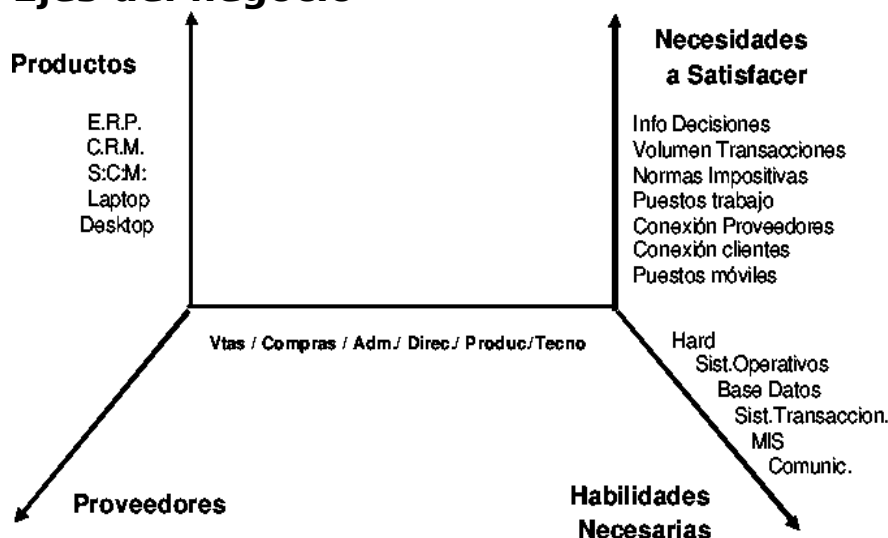 Ejes del negocio
Productos
E.R.P.
C.R.M.
S:C:M:
Laptop
Desktop
Necesidades
a Satisfacer
Info Decisiones
Volumen Transacciones
Normas Impositivas
Puestos trabajo
Conexión Proveedores
Conexión clientes
Puestos móviles
Vtas / Compras / Adm./ Direc./ Produc./Tecno
Hard
Sist.Operativos
Base Datos
Sist.Transaccion.
MIS
Comunic.
Proveedores
Habilidades
Necesarias